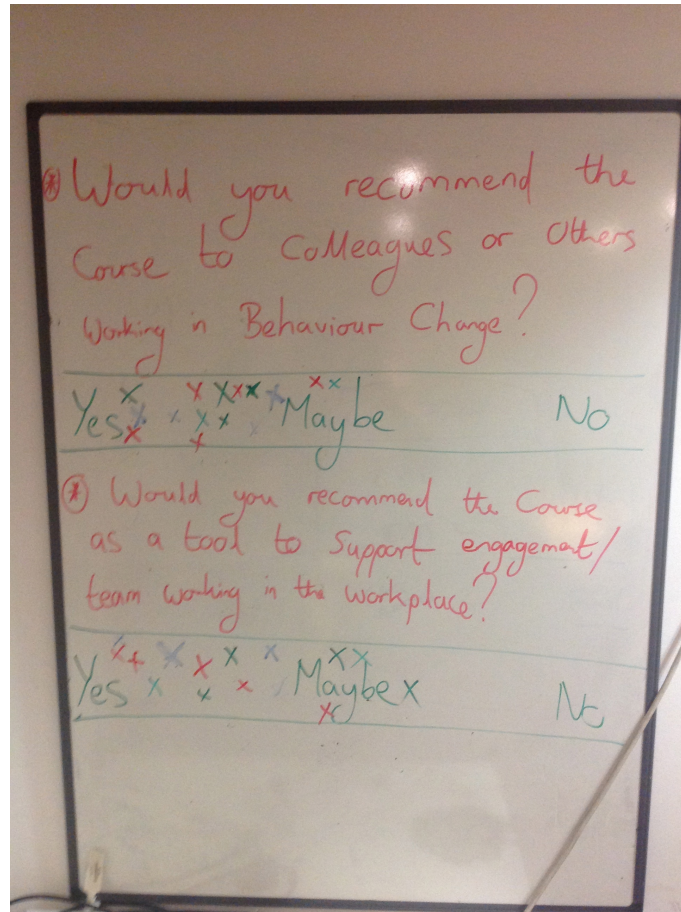 * Would you recommend the
Course to Colleagues or Others
Working in Behaviour Change?
Yes Maybe No
* Would you recommend the Course
as a tool to Support engagement/
team working in the workplace?
Yes Maybe No